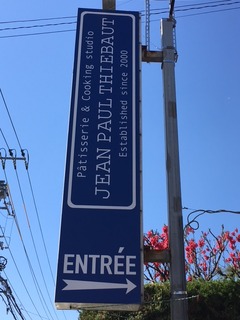 Pâtisserie & Cooking studio
JEAN PAUL THIEBAUT
Established since 2000
ENTRÉE